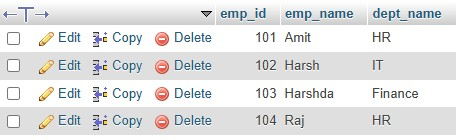 emp_id emp_name dept_name
Edit Copy Delete 101 Amit HR
Edit Copy Delete 102 Harsh IT
Edit Copy Delete 103 Harshda Finance
Edit Copy Delete 104 Raj HR